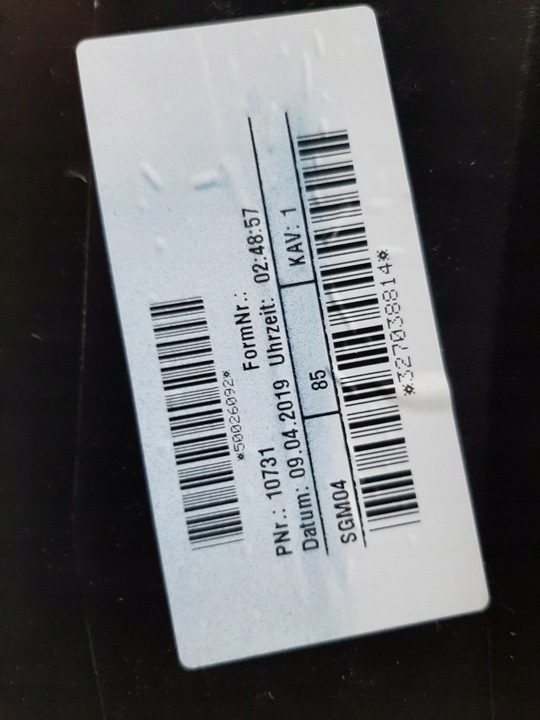 *50026092*
PNr.: 10731 FormNr.:
Datum: 09.04.2019 Uhrzeit: 02:48:57
SGM04 85 KAV: 1
*327038814*